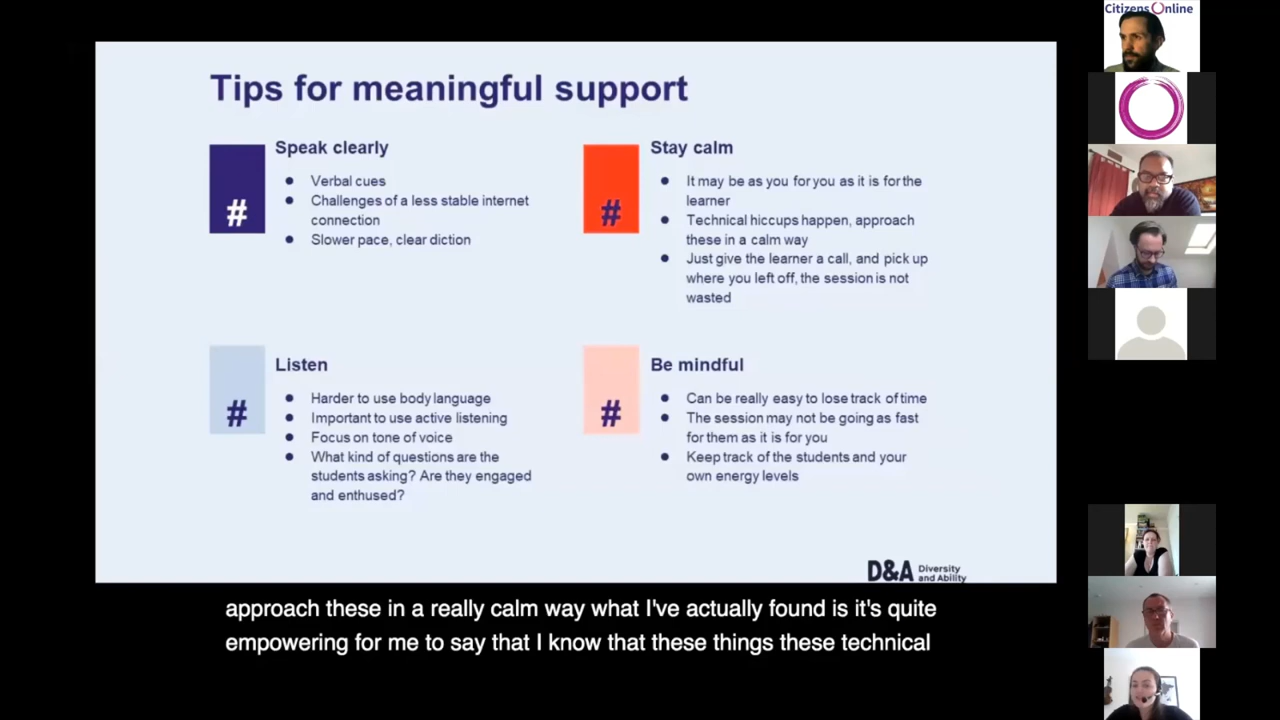 Citizens Online
Tips for meaningful support
#
Speak clearly
● Verbal cues
● Challenges of a less stable internet
connection
● Slower pace, clear diction
#
Stay calm
● It may be as you for you as it is for the
learner
● Technical hiccups happen, approach
these in a calm way
● Just give the learner a call, and pick up
where you left off, the session is not
wasted
#
Listen
● Harder to use body language
● Important to use active listening
● Focus on tone of voice
● What kind of questions are the
students asking? Are they engaged
and enthused?
#
Be mindful
● Can be really easy to lose track of time
● The session may not be going as fast
for them as it is for you
● Keep track of the students and your
own energy levels
D&A Diversity
and Ability
approach these in a really calm way what I've actually found is it's quite
empowering for me to say that I know that these things these technical